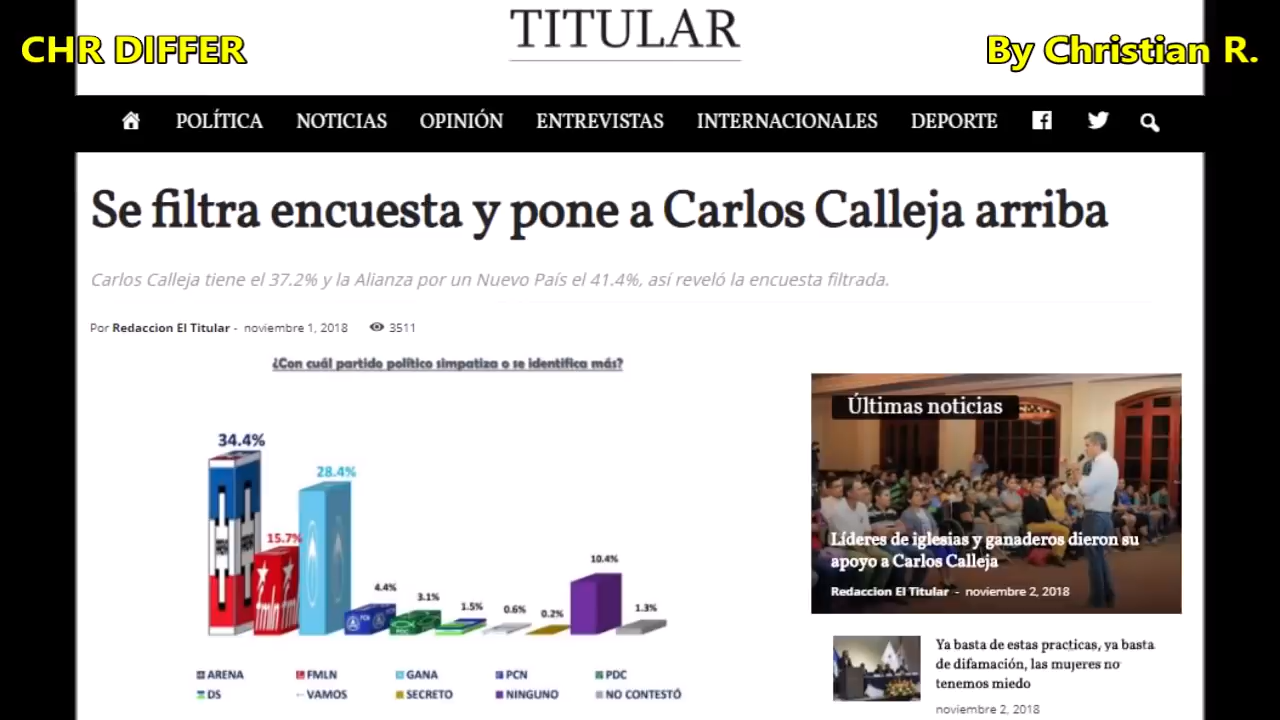 CHR DIFFER
By Christian R.
TITULAR
POLÍTICA NOTICIAS OPINIÓN ENTREVISTAS INTERNACIONALES DEPORTE
Se filtra encuesta y pone a Carlos Calleja arriba
Carlos Calleja tiene el 37.2% y la Alianza por un Nuevo País el 41.4%, así reveló la encuesta filtrada.
Por Redaccion El Titular - noviembre 1, 2018 3511
¿Con cuál partido político simpatiza o se identifica más?
34.4%
15.7%
28.4%
4.4%
3.1%
1.5%
0.6%
0.2%
10.4%
1.3%
fmln fmln
ARENA FMLN GANA PCN PDC
DS VAMOS SECRETO NINGUNO NO CONTESTÓ
Últimas noticias
Líderes de iglesias y ganaderos dieron su
apoyo a Carlos Calleja
Redaccion El Titular - noviembre 2, 2018
Ya basta de estas practicas, ya basta
de difamación, las mujeres no
tenemos miedo
noviembre 2, 2018